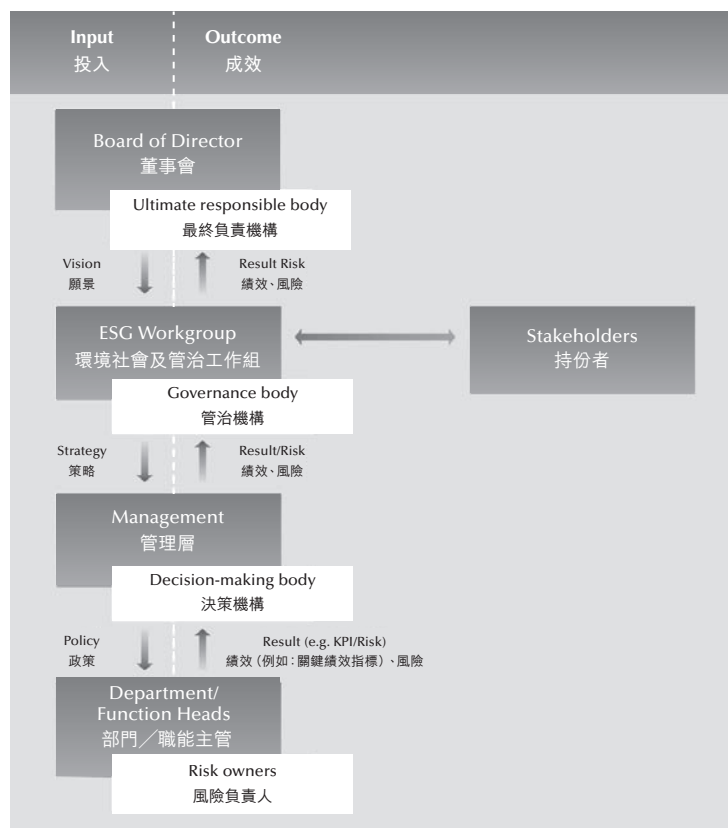 Input
投入
Outcome
成效
Board of Director
董事會
Ultimate responsible body
最終負責機構
Vision
願景
Result Risk
績效、風險
ESG Workgroup
環境社會及管治工作組
Stakeholders
持份者
Governance body
管治機構
Strategy
策略
Result/Risk
績效、風險
Management
管理層
Decision-making body
決策機構
Policy
政策
Result (e.g. KPI/Risk)
績效（例如：關鍵績效指標）、風險
Department/
Function Heads
部門／職能主管
Risk owners
風險負責人